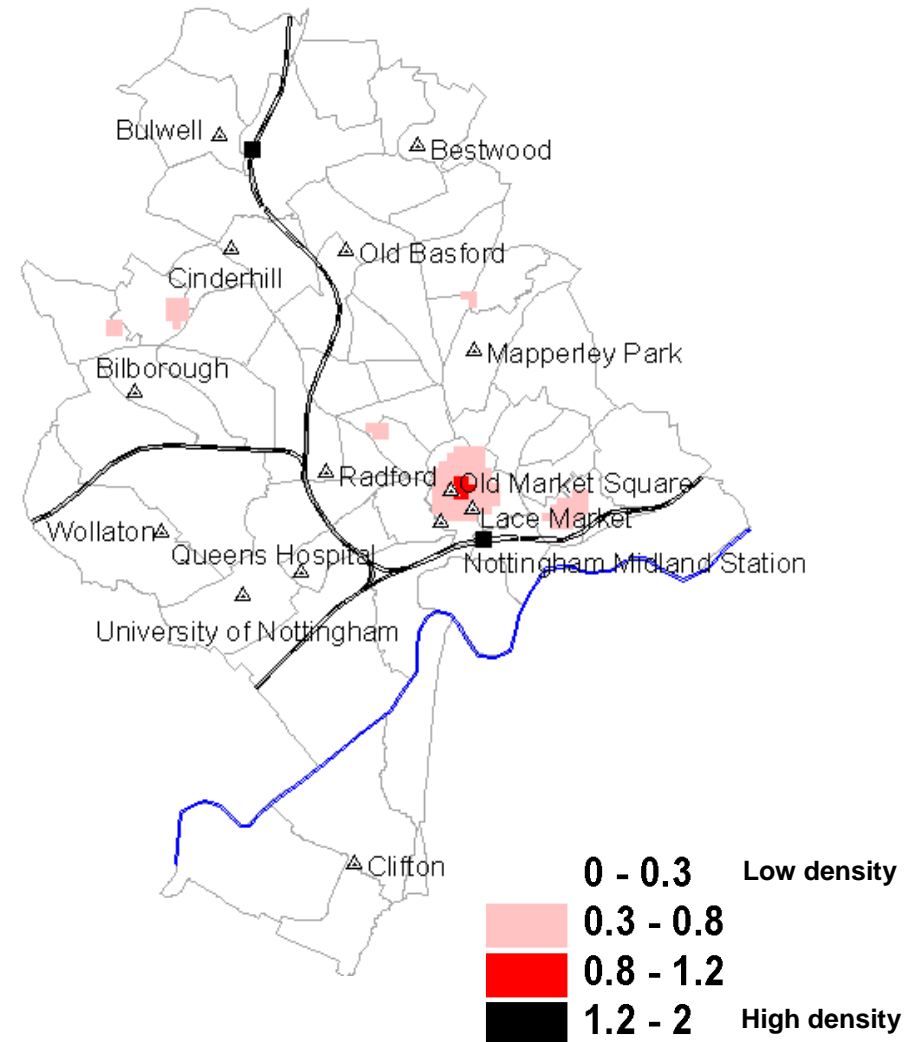 Bulwell
Bestwood
Old Basford
Cinderhill
Mapperley Park
Bilborough
Radford
Old Market Square
Lace Market
Wollaton
Queens Hospital
Nottingham Midland Station
University of Nottingham
Clifton
0 - 0.3 Low density
0.3 - 0.8
0.8 - 1.2
1.2 - 2 High density